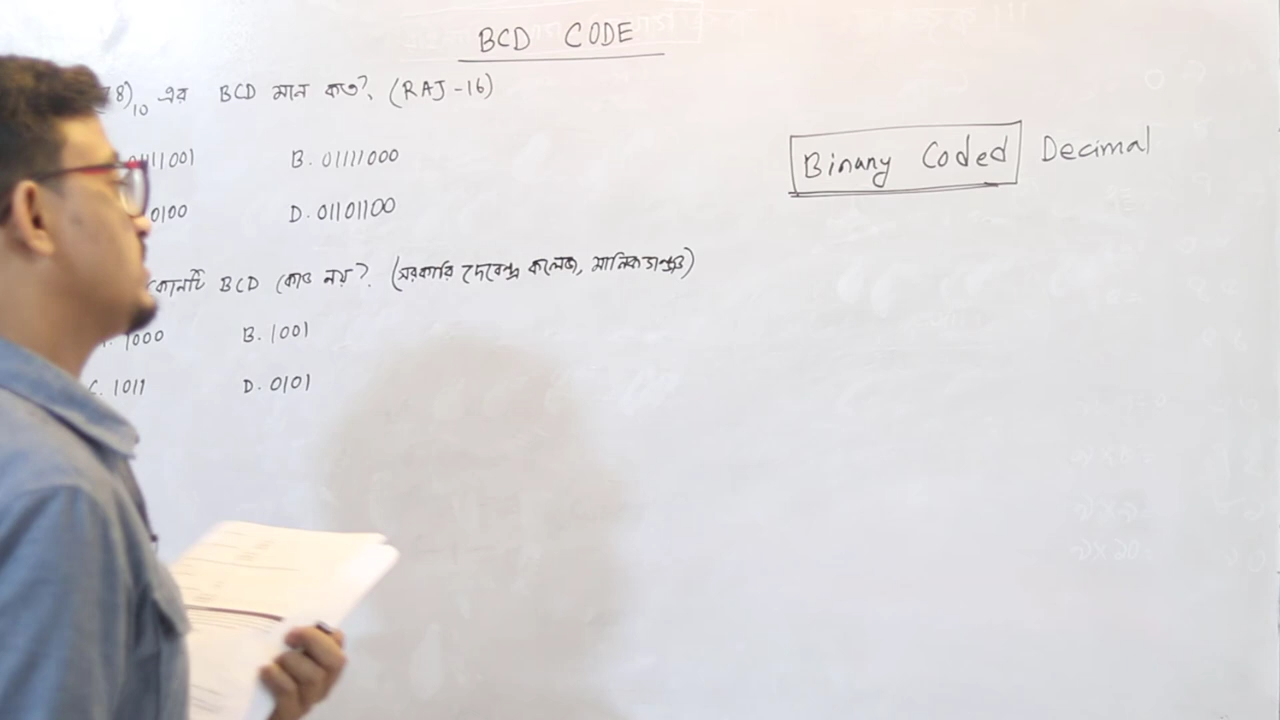 BCD CODE
8)₁₀ এর BCD মান কত? (RAJ-16)
Binary Coded Decimal
1111001 B. 01111000
0100 D. 01101100
কোনটি BCD কোড নয়? (সরকারি দেবেন্দ্র কলেজ, মানিকগঞ্জ)
1000 B. 1001
C. 1011 D. 0101